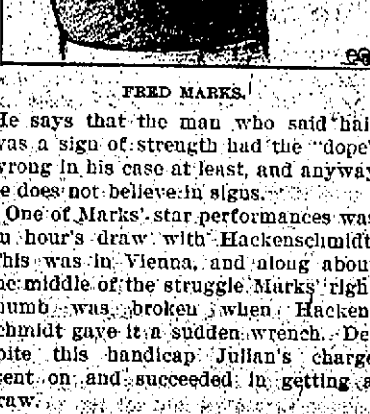 FRED MARKS.
He says that the man who said hair
was a sign of strength had the "dope"
wrong in his case at least, and anyway
he does not believe in signs.
One of Marks' star performances was
an hour's draw with Hackenschmidt.
This was in Vienna, and along about
the middle of the struggle Marks' right
thumb was broken when Hacken-
schmidt gave it a sudden wrench. De-
spite this handicap Julian's charge
went on and succeeded in getting a
draw.